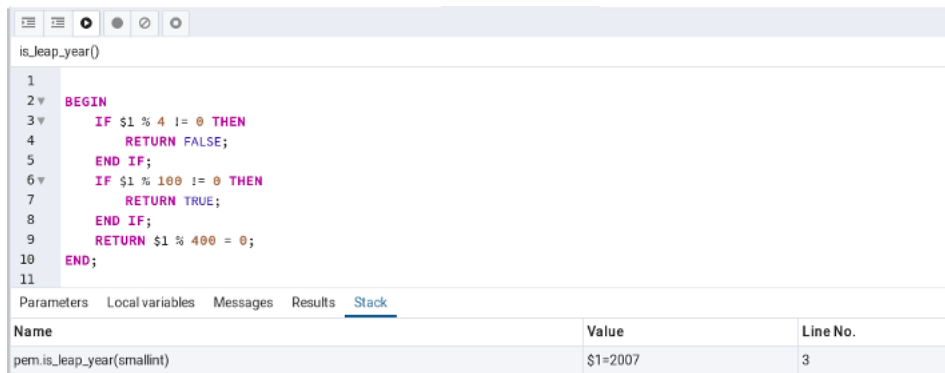 is_leap_year()
1
2 BEGIN
3 IF $1 % 4 != 0 THEN
4 RETURN FALSE;
5 END IF;
6 IF $1 % 100 != 0 THEN
7 RETURN TRUE;
8 END IF;
9 RETURN $1 % 400 = 0;
10 END;
11
Parameters Local variables Messages Results Stack
Name Value Line No.
pem.is_leap_year(smallint) $1=2007 3